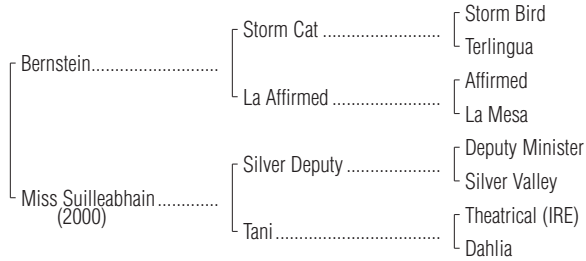 Storm Bird
Storm Cat ........................
Terlingua
Bernstein..........................
Affirmed
La Affirmed ......................
La Mesa
Deputy Minister
Silver Deputy ...................
Silver Valley
Miss Suilleabhain ............
(2000)
Theatrical (IRE)
Tani..................................
Dahlia